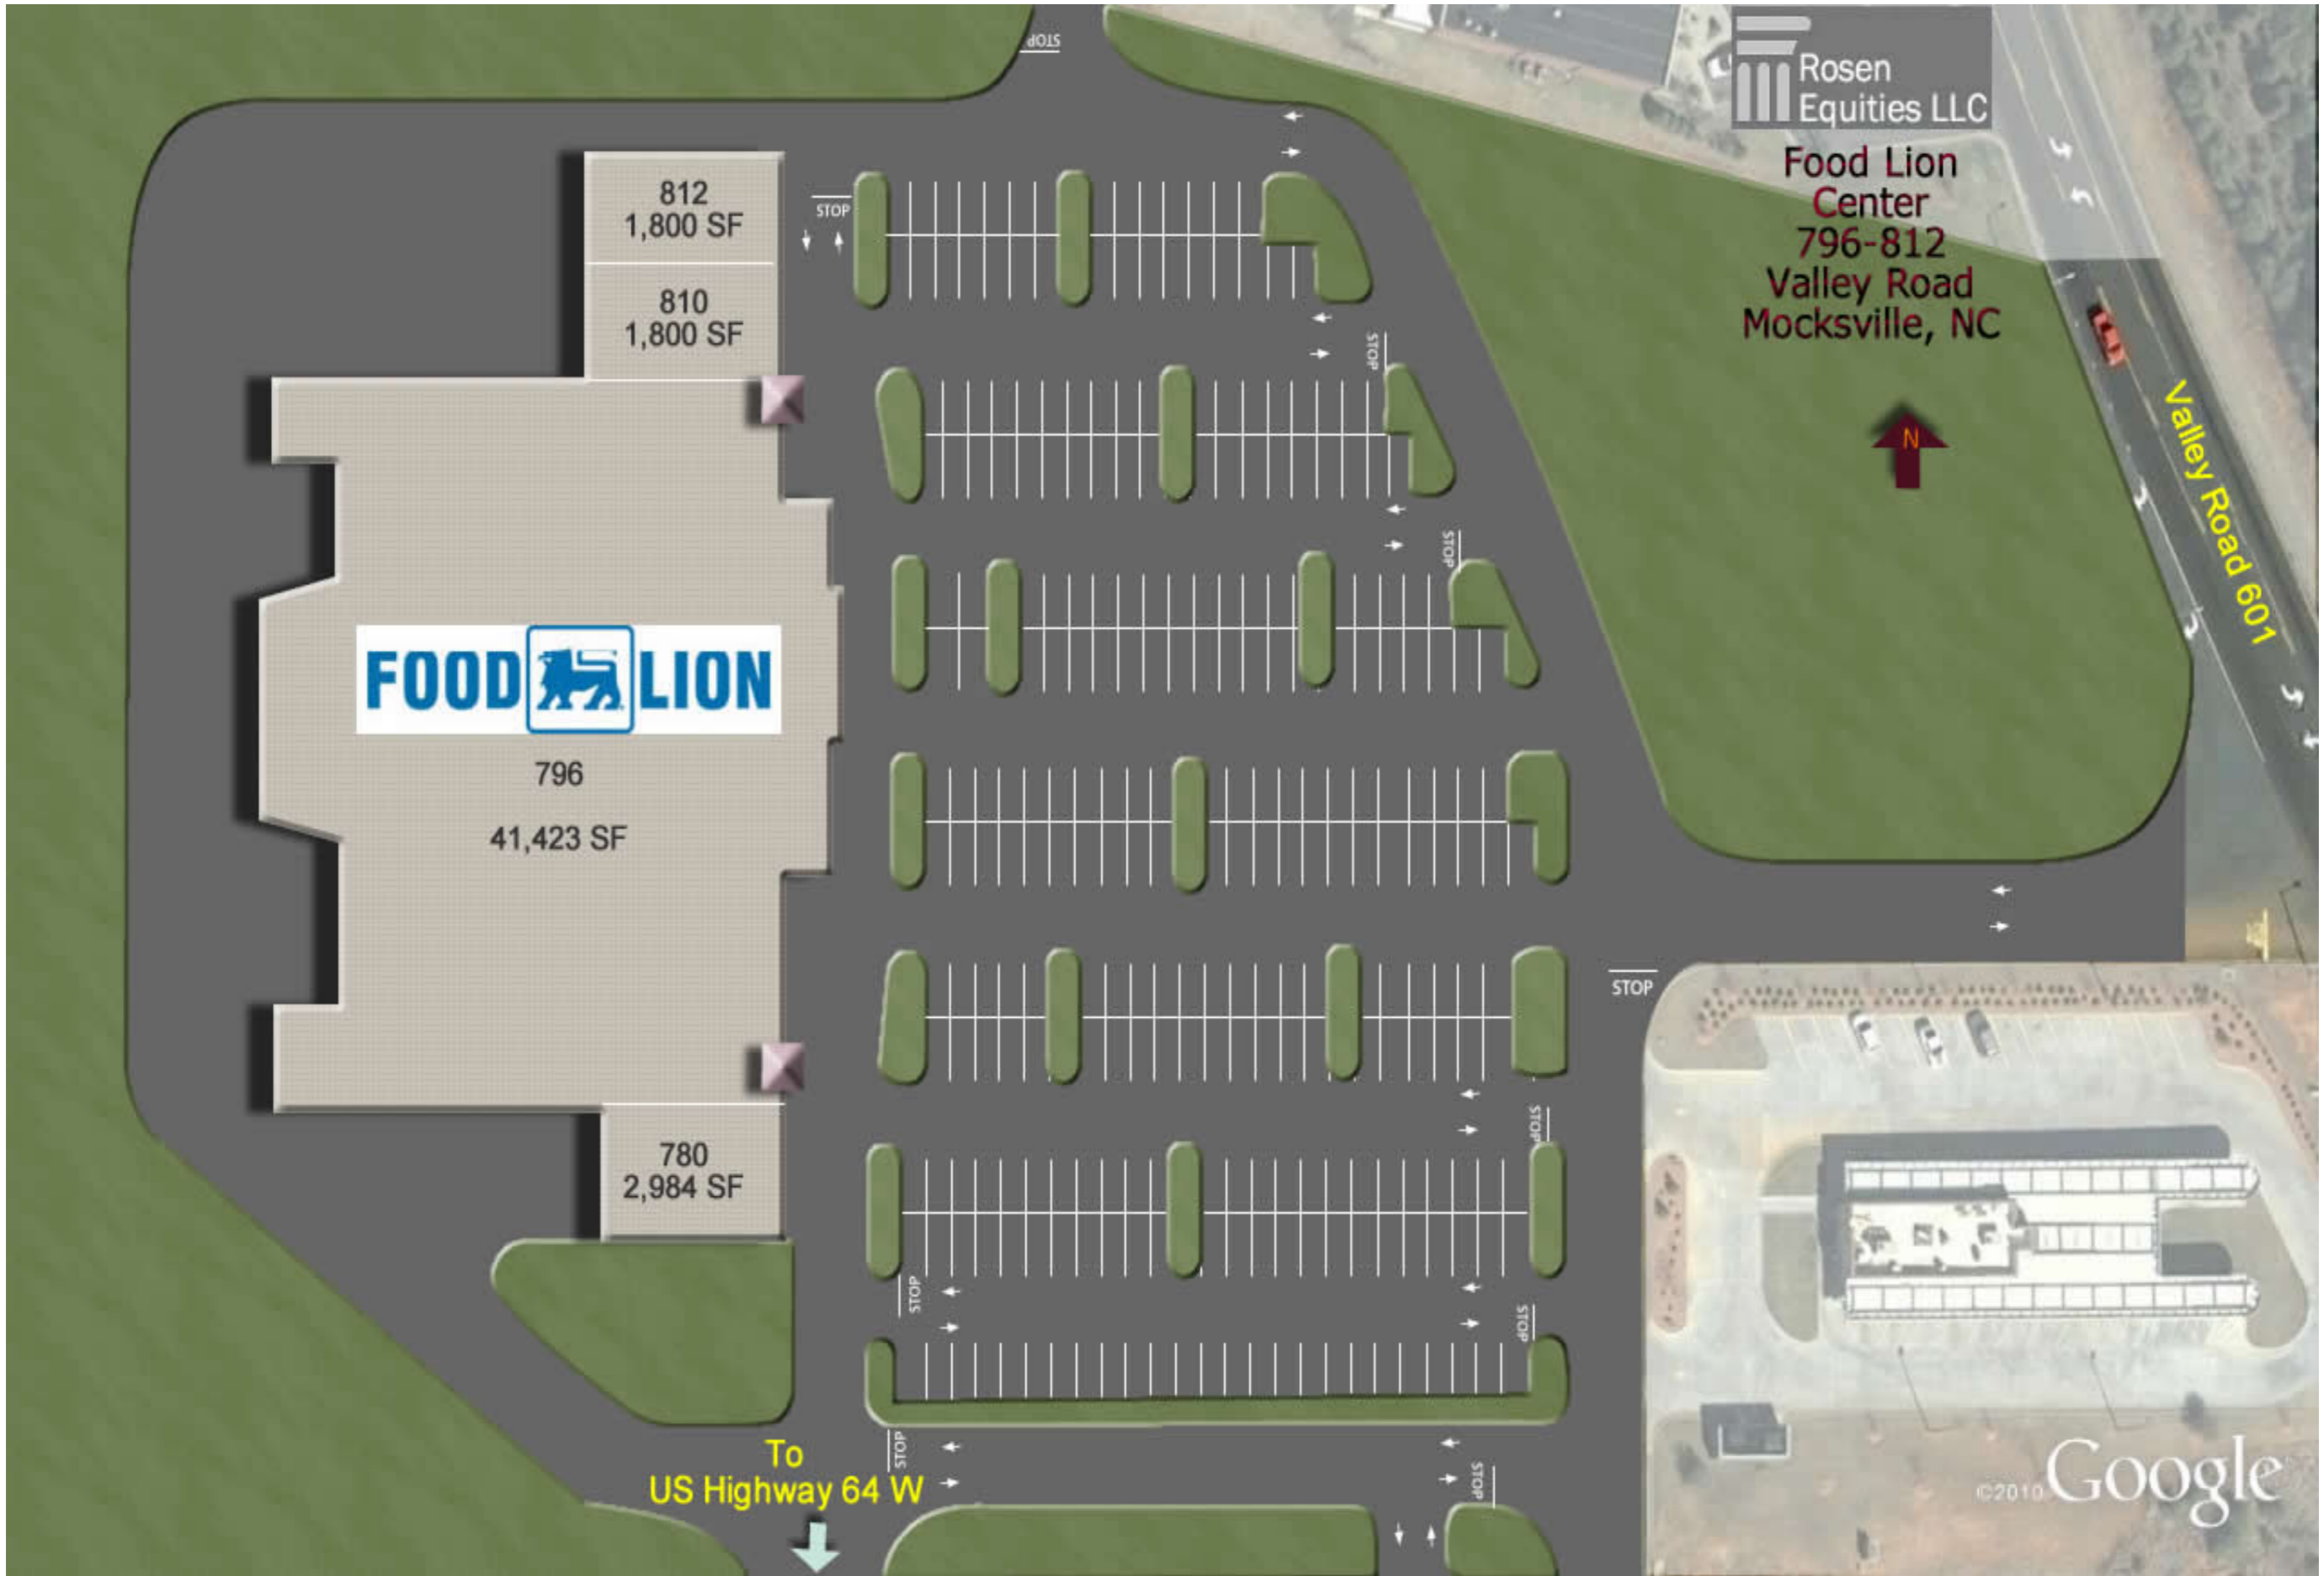 STOP
Rosen
Equities LLC
Food Lion
Center
796-812
Valley Road
Mocksville, NC
N
Valley Road 601
812
1,800 SF
STOP
810
1,800 SF
STOP
STOP
FOOD LION
796
41,423 SF
STOP
STOP
780
2,984 SF
STOP
STOP
STOP
STOP
To
US Highway 64 W
©2010 Google